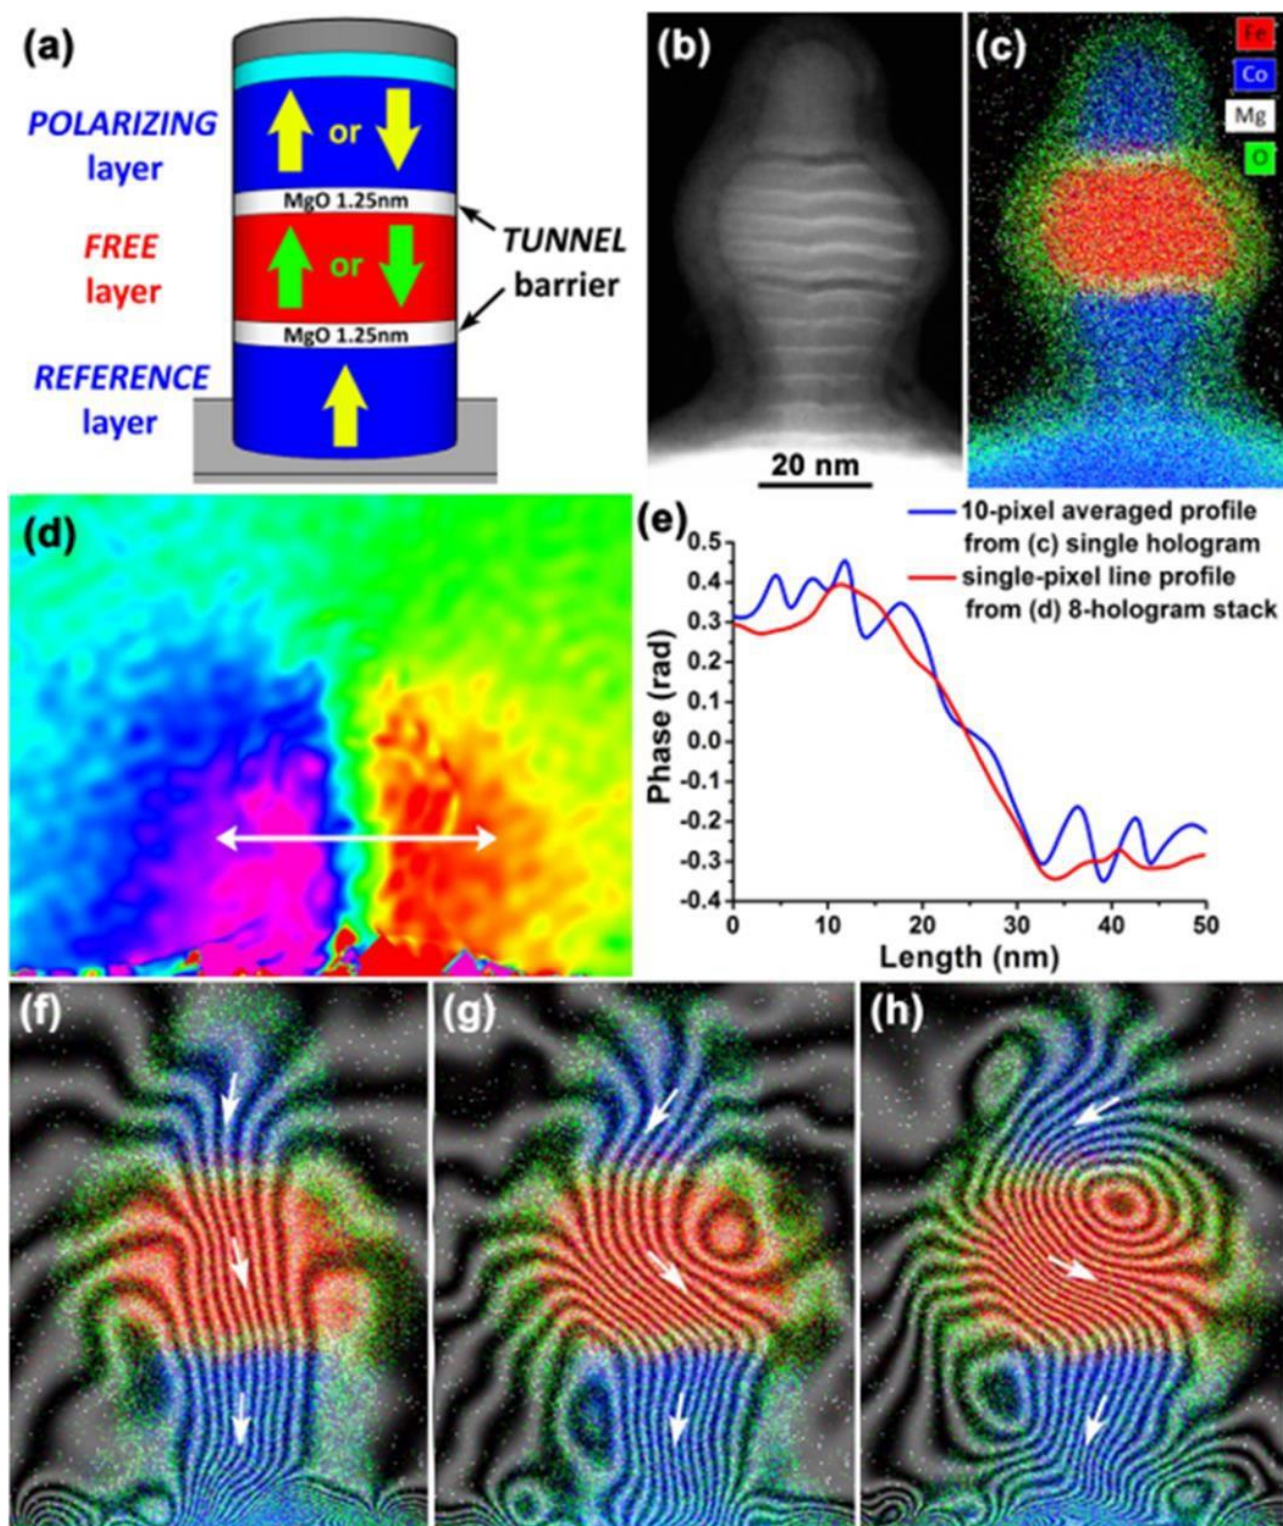 (a)
POLARIZING
layer
or
MgO 1.25nm
FREE
layer
or
TUNNEL
barrier
MgO 1.25nm
REFERENCE
layer
(b)
20 nm
(c)
Fe
Co
Mg
O
(d)
(e)
10-pixel averaged profile
from (c) single hologram
single-pixel line profile
from (d) 8-hologram stack
Phase (rad)
0.5
0.4
0.3
0.2
0.1
0.0
-0.1
-0.2
-0.3
-0.4
0 10 20 30 40 50
Length (nm)
(f)
(g)
(h)